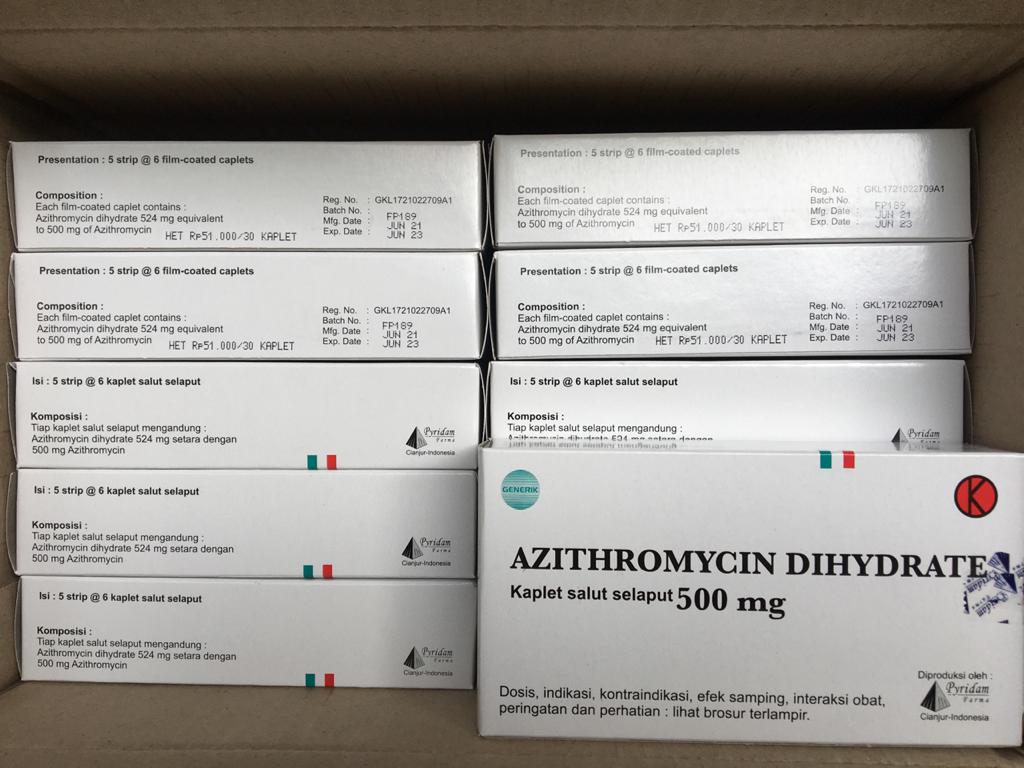 Presentation : 5 strip @ 6 film-coated caplets
Composition :
Each film-coated caplet contains :
Azithromycin dihydrate 524 mg equivalent
to 500 mg of Azithromycin
HET Rp51.000/30 KAPLET
Reg. No. : GKL1721022709A1
Batch No. : FP189
Mfg. Date : JUN 21
Exp. Date : JUN 23
Presentation : 5 strip @ 6 film-coated caplets
Composition :
Each film-coated caplet contains :
Azithromycin dihydrate 524 mg equivalent
to 500 mg of Azithromycin
HET Rp51.000/30 KAPLET
Reg. No. : GKL1721022709A1
Batch No. : FP189
Mfg. Date : JUN 21
Exp. Date : JUN 23
Presentation : 5 strip @ 6 film-coated caplets
Composition :
Each film-coated caplet contains :
Azithromycin dihydrate 524 mg equivalent
to 500 mg of Azithromycin
HET Rp51.000/30 KAPLET
Reg. No. : GKL1721022709A1
Batch No. : FP189
Mfg. Date : JUN 21
Exp. Date : JUN 23
Presentation : 5 strip @ 6 film-coated caplets
Composition :
Each film-coated caplet contains :
Azithromycin dihydrate 524 mg equivalent
to 500 mg of Azithromycin
HET Rp51.000/30 KAPLET
Reg. No. : GKL1721022709A1
Batch No. : FP189
Mfg. Date : JUN 21
Exp. Date : JUN 23
Isi : 5 strip @ 6 kaplet salut selaput
Komposisi :
Tiap kaplet salut selaput mengandung :
Azithromycin dihydrate 524 mg setara dengan
500 mg Azithromycin
Pyridam
Farma
Cianjur-Indonesia
Isi : 5 strip @ 6 kaplet salut selaput
Komposisi :
Tiap kaplet salut selaput mengandung :
Azithromycin dihydrate 524 mg setara dengan
Pyridam
Farma
Isi : 5 strip @ 6 kaplet salut selaput
Komposisi :
Tiap kaplet salut selaput mengandung :
Azithromycin dihydrate 524 mg setara dengan
500 mg Azithromycin
Pyridam
Farma
Cianjur-Indonesia
Isi : 5 strip @ 6 kaplet salut selaput
Komposisi :
Tiap kaplet salut selaput mengandung :
Azithromycin dihydrate 524 mg setara dengan
500 mg Azithromycin
Pyridam
Farma
Cianjur-Indonesia
GENERIK
K
AZITHROMYCIN DIHYDRATE
Kaplet salut selaput 500 mg
Dosis, indikasi, kontraindikasi, efek samping, interaksi obat,
peringatan dan perhatian : lihat brosur terlampir.
Diproduksi oleh :
Pyridam
Farma
Cianjur-Indonesia